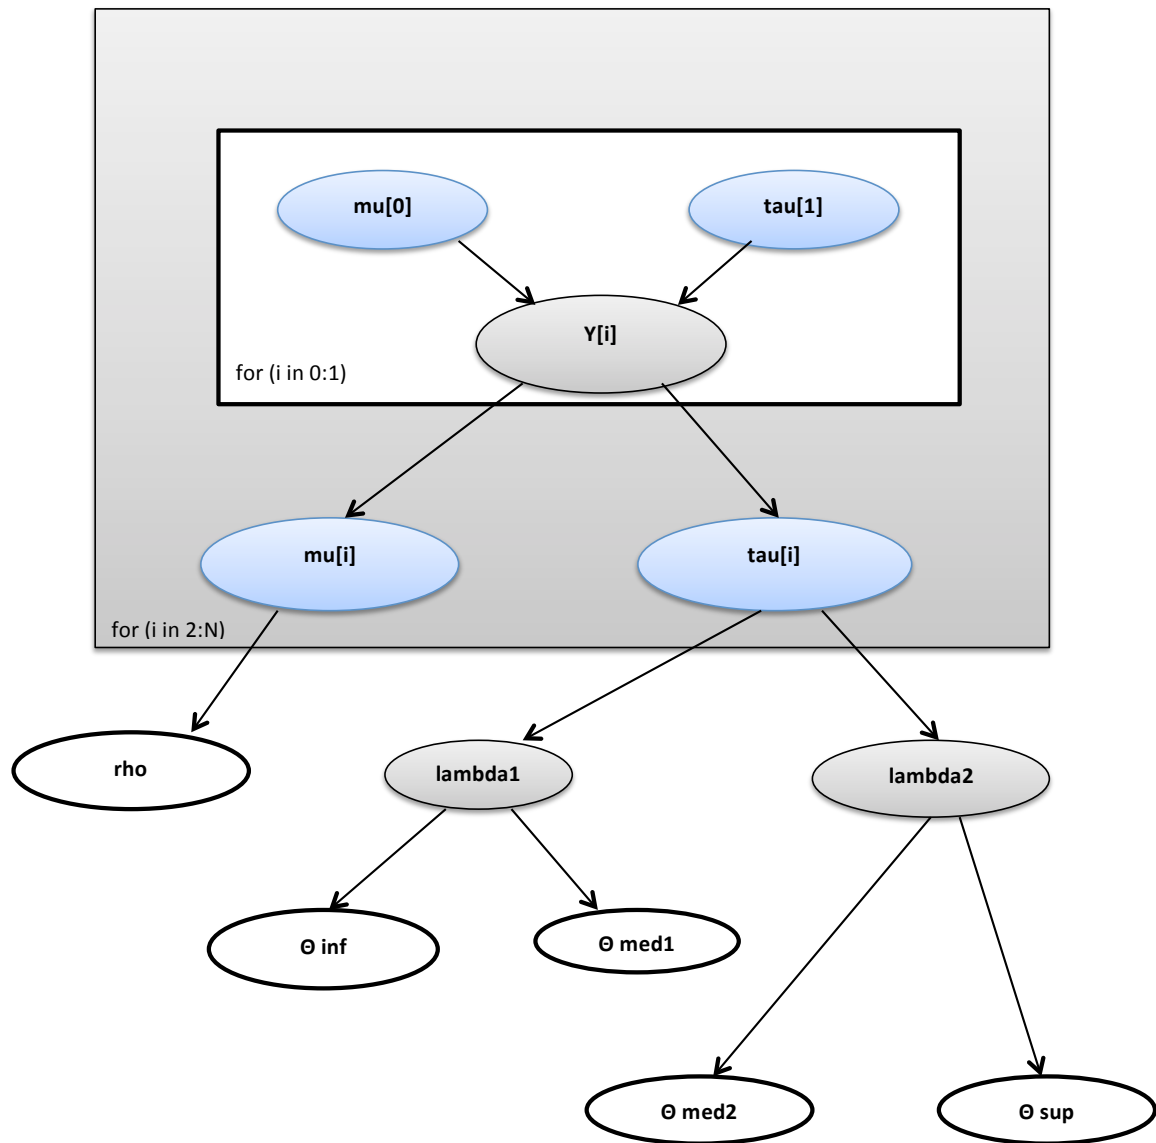 mu[0]
tau[1]
Y[i]
for (i in 0:1)
mu[i]
tau[i]
for (i in 2:N)
rho
lambda1
lambda2
Θ inf
Θ med1
Θ med2
Θ sup